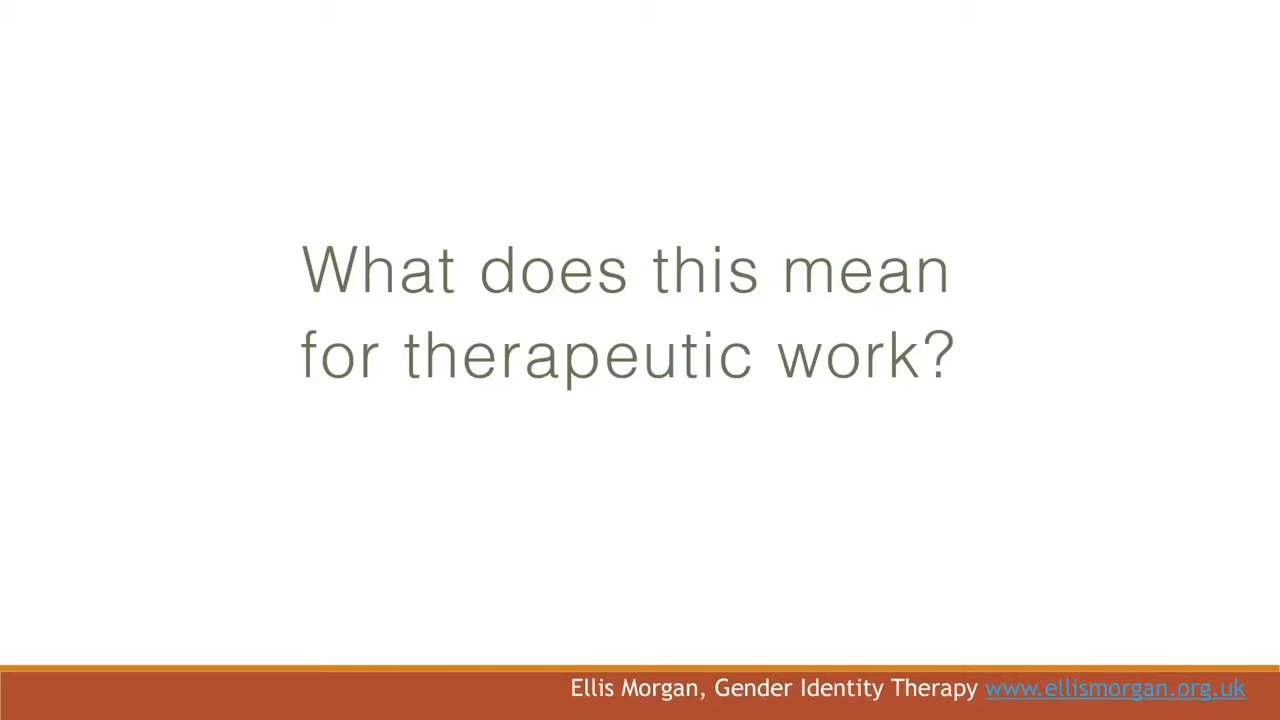 What does this mean
for therapeutic work?
Ellis Morgan, Gender Identity Therapy www.ellismorgan.org.uk